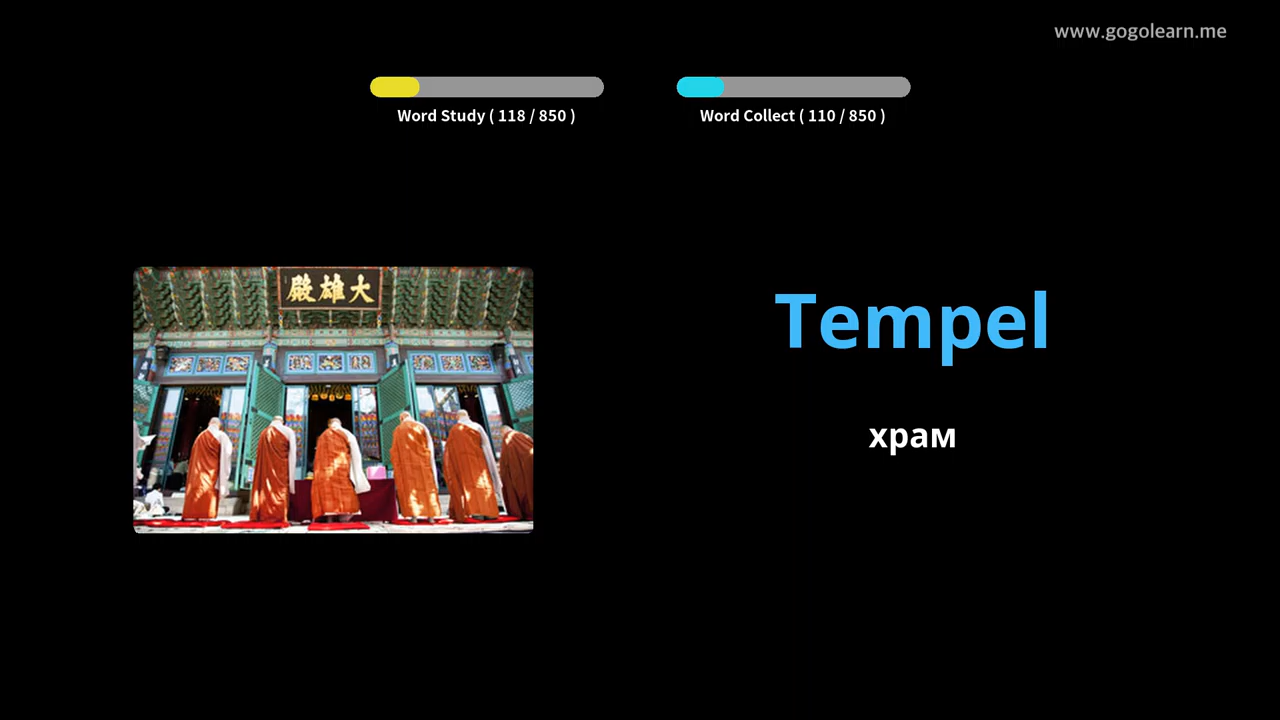 www.gogolearn.me
Word Study ( 118 / 850 )
Word Collect ( 110 / 850 )
殿雄大
Tempel
храм